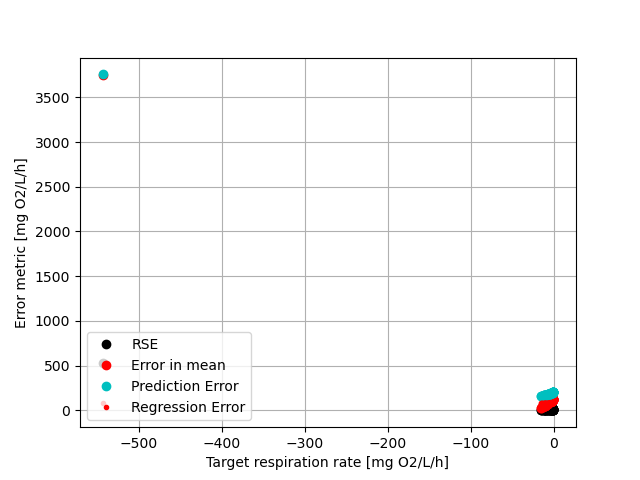 3500
3000
2500
2000
1500
1000
500
0
Error metric [mg O2/L/h]
RSE
Error in mean
Prediction Error
Regression Error
−500 −400 −300 −200 −100 0
Target respiration rate [mg O2/L/h]